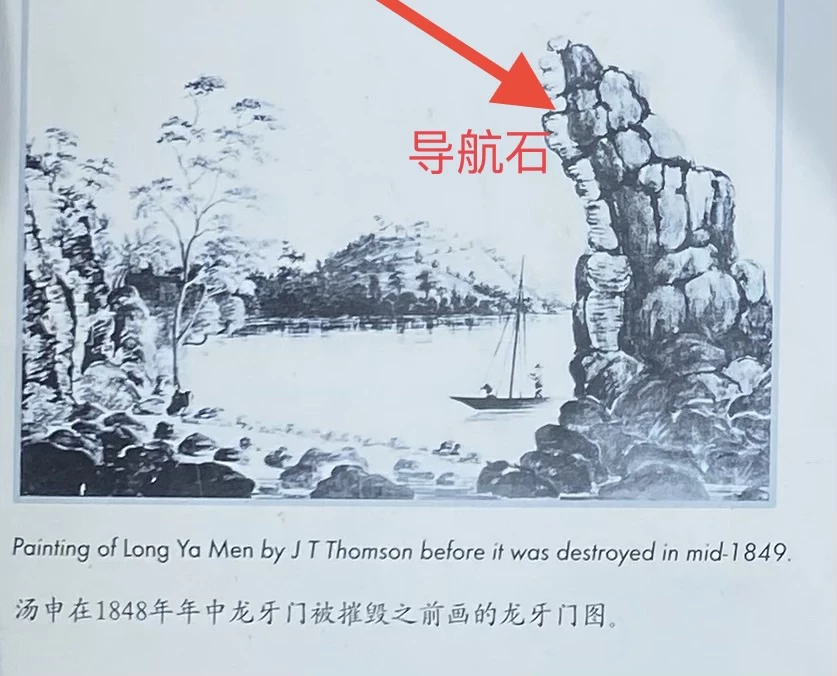 导航石
Painting of Long Ya Men by J T Thomson before it was destroyed in mid-1849.
汤申在1848年年中龙牙门被摧毁之前画的龙牙门图。